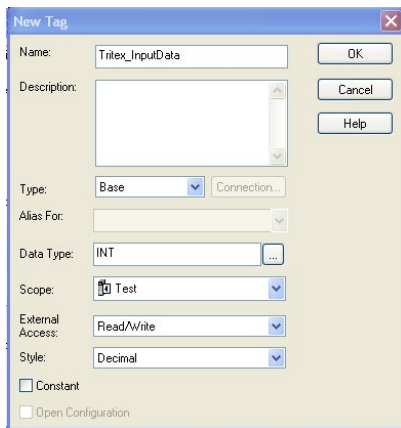 New Tag
Name:
Tritex_InputData
OK
Description:
Cancel
Help
Type:
Base
Connection...
Alias For:
Data Type:
INT
...
Scope:
Test
External
Access:
Read/Write
Style:
Decimal
Constant
Open Configuration